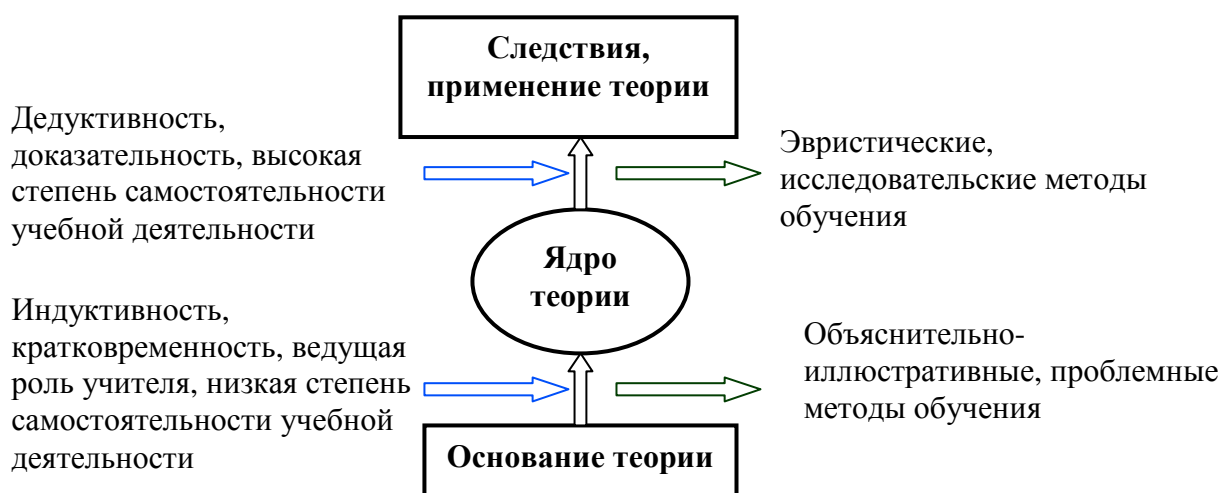 Следствия,
применение теории
Дедуктивность,
доказательность, высокая
степень самостоятельности
учебной деятельности
Эвристические,
исследовательские методы
обучения
Ядро
теории
Индуктивность,
кратковременность, ведущая
роль учителя, низкая степень
самостоятельности учебной
деятельности
Объяснительно-
иллюстративные, проблемные
методы обучения
Основание теории